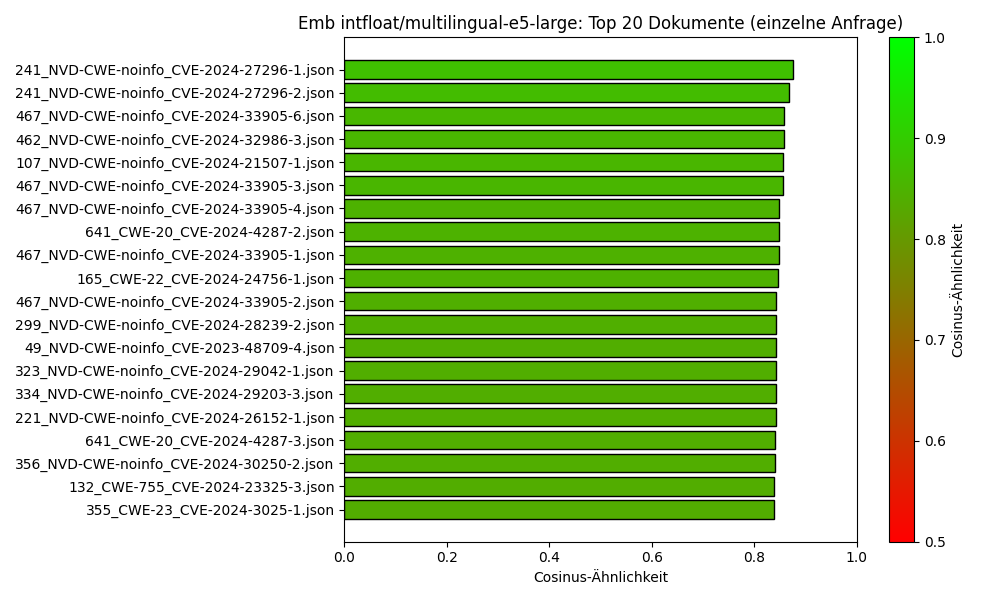 Emb intfloat/multilingual-e5-large: Top 20 Dokumente (einzelne Anfrage)
241_NVD-CWE-noinfo_CVE-2024-27296-1.json
241_NVD-CWE-noinfo_CVE-2024-27296-2.json
467_NVD-CWE-noinfo_CVE-2024-33905-6.json
462_NVD-CWE-noinfo_CVE-2024-32986-3.json
107_NVD-CWE-noinfo_CVE-2024-21507-1.json
467_NVD-CWE-noinfo_CVE-2024-33905-3.json
467_NVD-CWE-noinfo_CVE-2024-33905-4.json
641_CWE-20_CVE-2024-4287-2.json
467_NVD-CWE-noinfo_CVE-2024-33905-1.json
165_CWE-22_CVE-2024-24756-1.json
467_NVD-CWE-noinfo_CVE-2024-33905-2.json
299_NVD-CWE-noinfo_CVE-2024-28239-2.json
49_NVD-CWE-noinfo_CVE-2023-48709-4.json
323_NVD-CWE-noinfo_CVE-2024-29042-1.json
334_NVD-CWE-noinfo_CVE-2024-29203-3.json
221_NVD-CWE-noinfo_CVE-2024-26152-1.json
641_CWE-20_CVE-2024-4287-3.json
356_NVD-CWE-noinfo_CVE-2024-30250-2.json
132_CWE-755_CVE-2024-23325-3.json
355_CWE-23_CVE-2024-3025-1.json
0.0 0.2 0.4 0.6 0.8 1.0
Cosinus-Ähnlichkeit
1.0
0.9
0.8
0.7
0.6
0.5
Cosinus-Ähnlichkeit